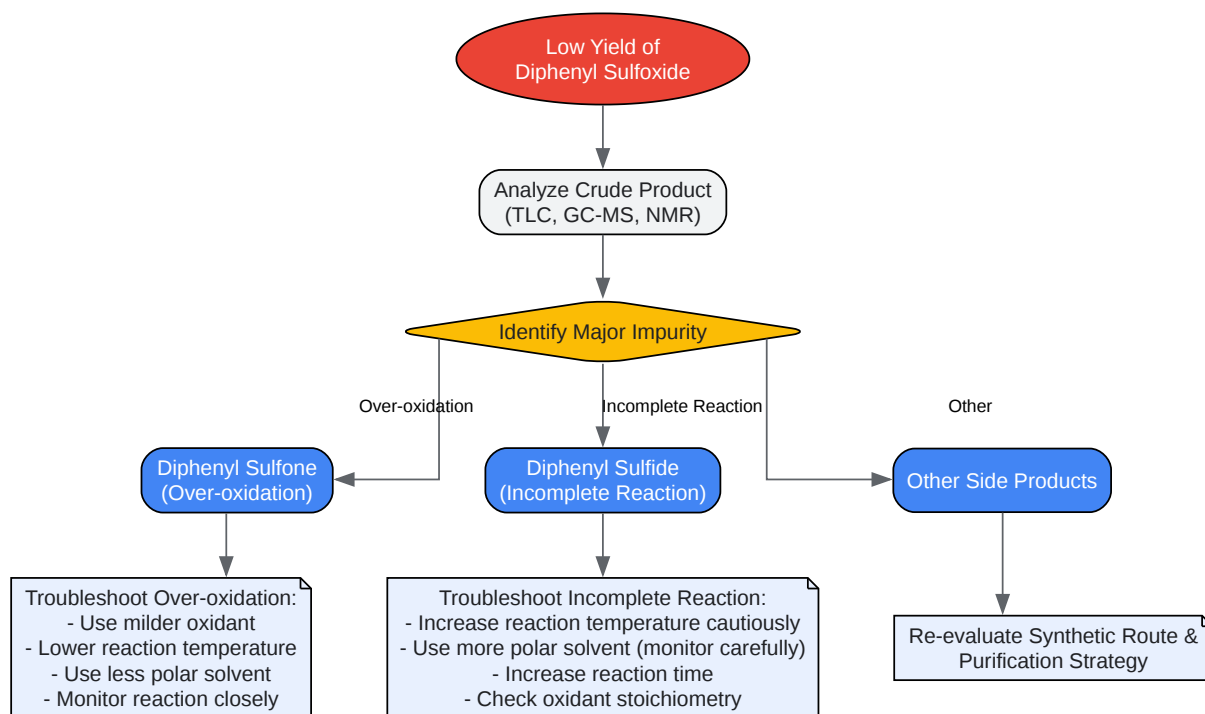 Low Yield of
Diphenyl Sulfoxide
Analyze Crude Product
(TLC, GC-MS, NMR)
Identify Major Impurity
Over-oxidation
Incomplete Reaction
Other
Diphenyl Sulfone
(Over-oxidation)
Diphenyl Sulfide
(Incomplete Reaction)
Other Side Products
Troubleshoot Over-oxidation:
- Use milder oxidant
- Lower reaction temperature
- Use less polar solvent
- Monitor reaction closely
Troubleshoot Incomplete Reaction:
- Increase reaction temperature cautiously
- Use more polar solvent (monitor carefully)
- Increase reaction time
- Check oxidant stoichiometry
Re-evaluate Synthetic Route &
Purification Strategy